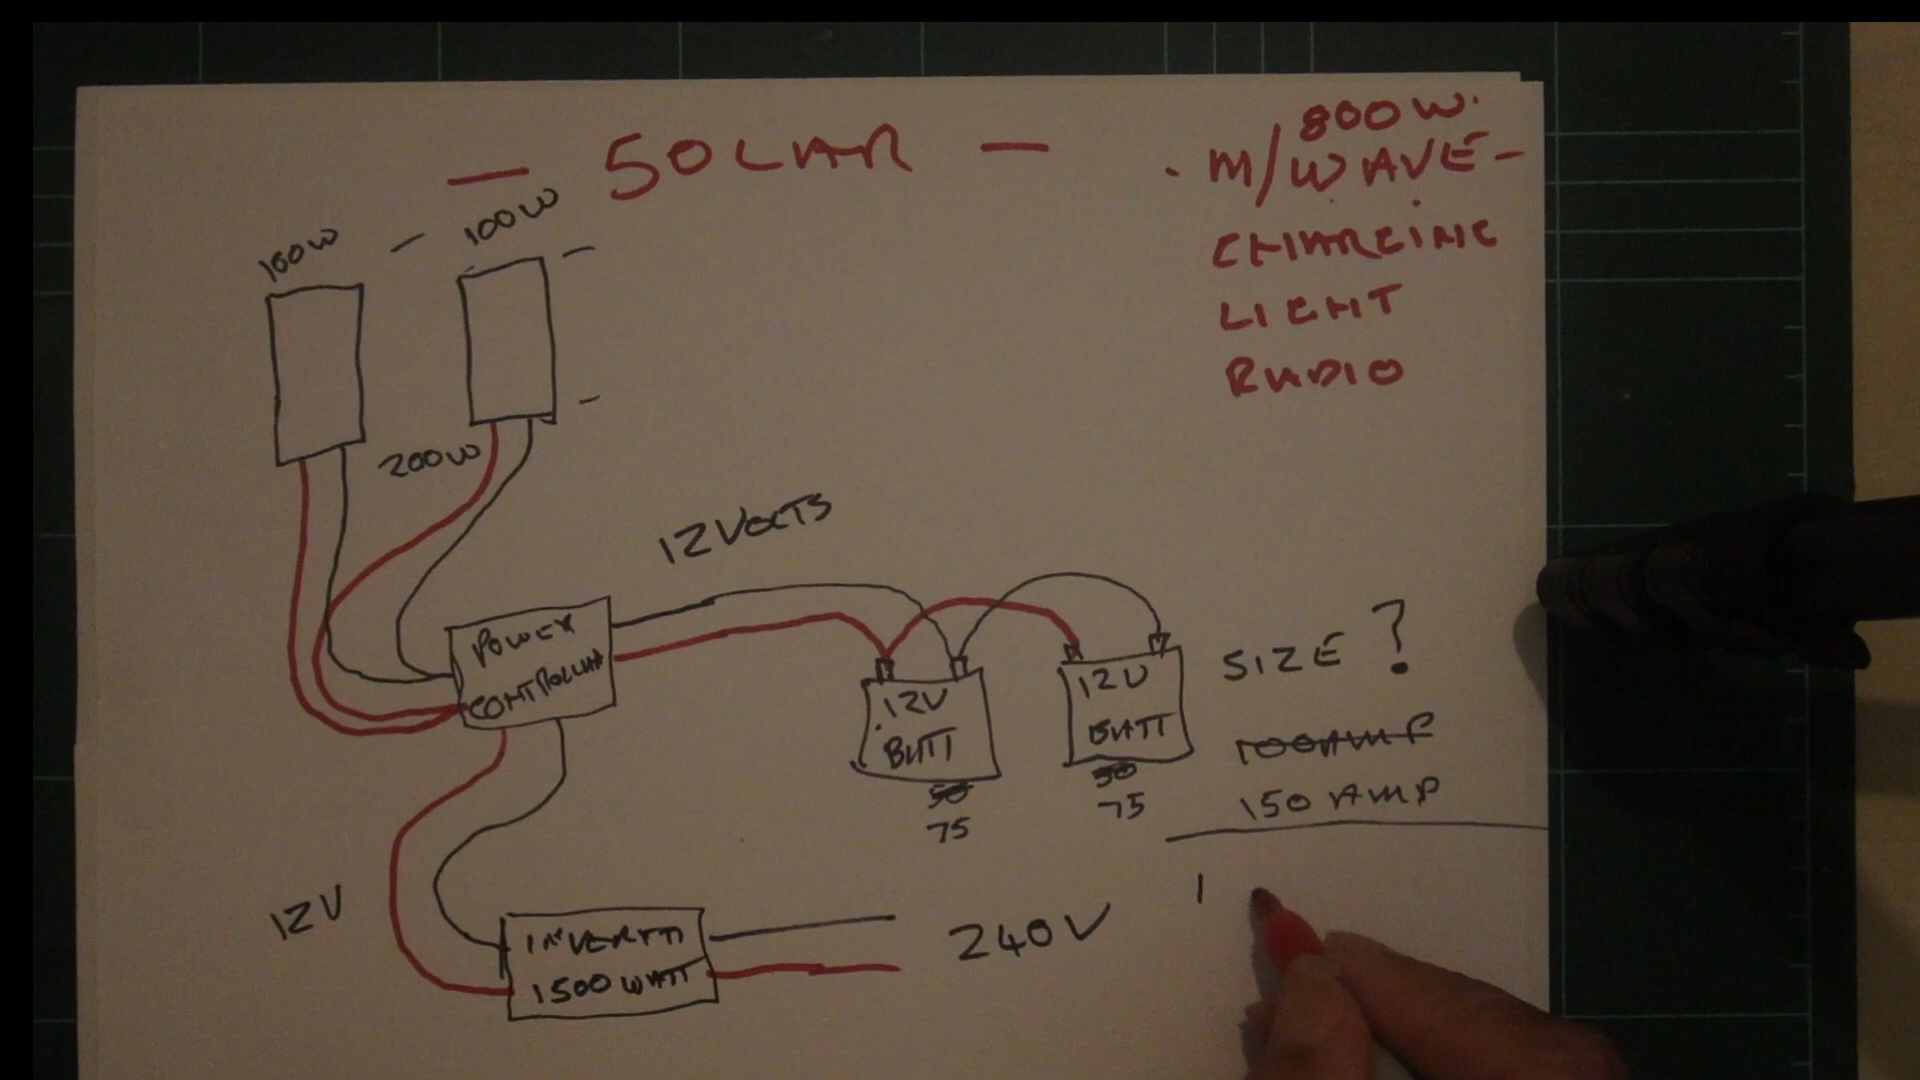 - SOLAR -
800W.
. M/WAVE -
CHARGING
LIGHT
RADIO
100W - 100W
200W
12VOLTS
POWER
CONTROLLER
12V
BATT
50
75
12V
BATT
50
75
SIZE ?
100AMP
150 AMP
1
12V
INVERTER
1500 WATT
240V